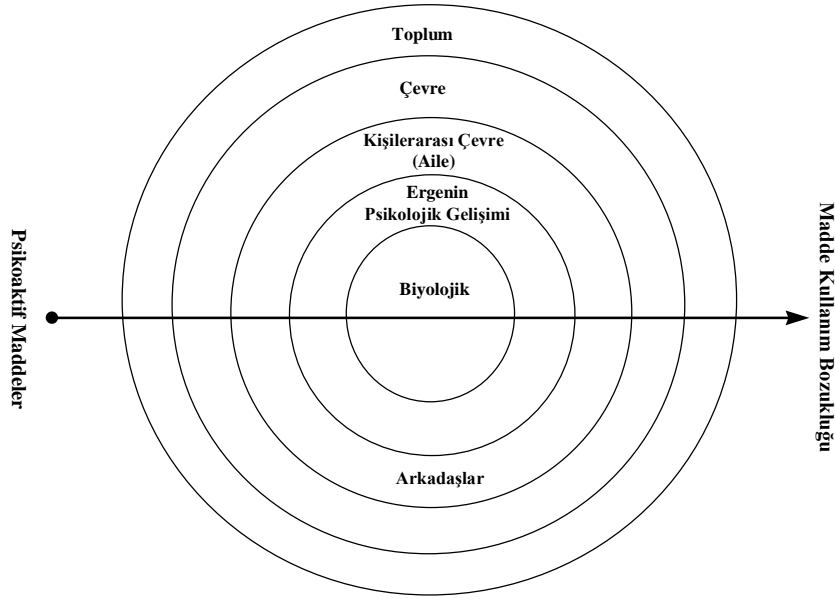 Toplum
Çevre
Kişilerarası Çevre
(Aile)
Ergenin
Psikolojik Gelişimi
Biyolojik
Arkadaşlar
Psikoaktif Maddeler
Madde Kullanım Bozukluğu